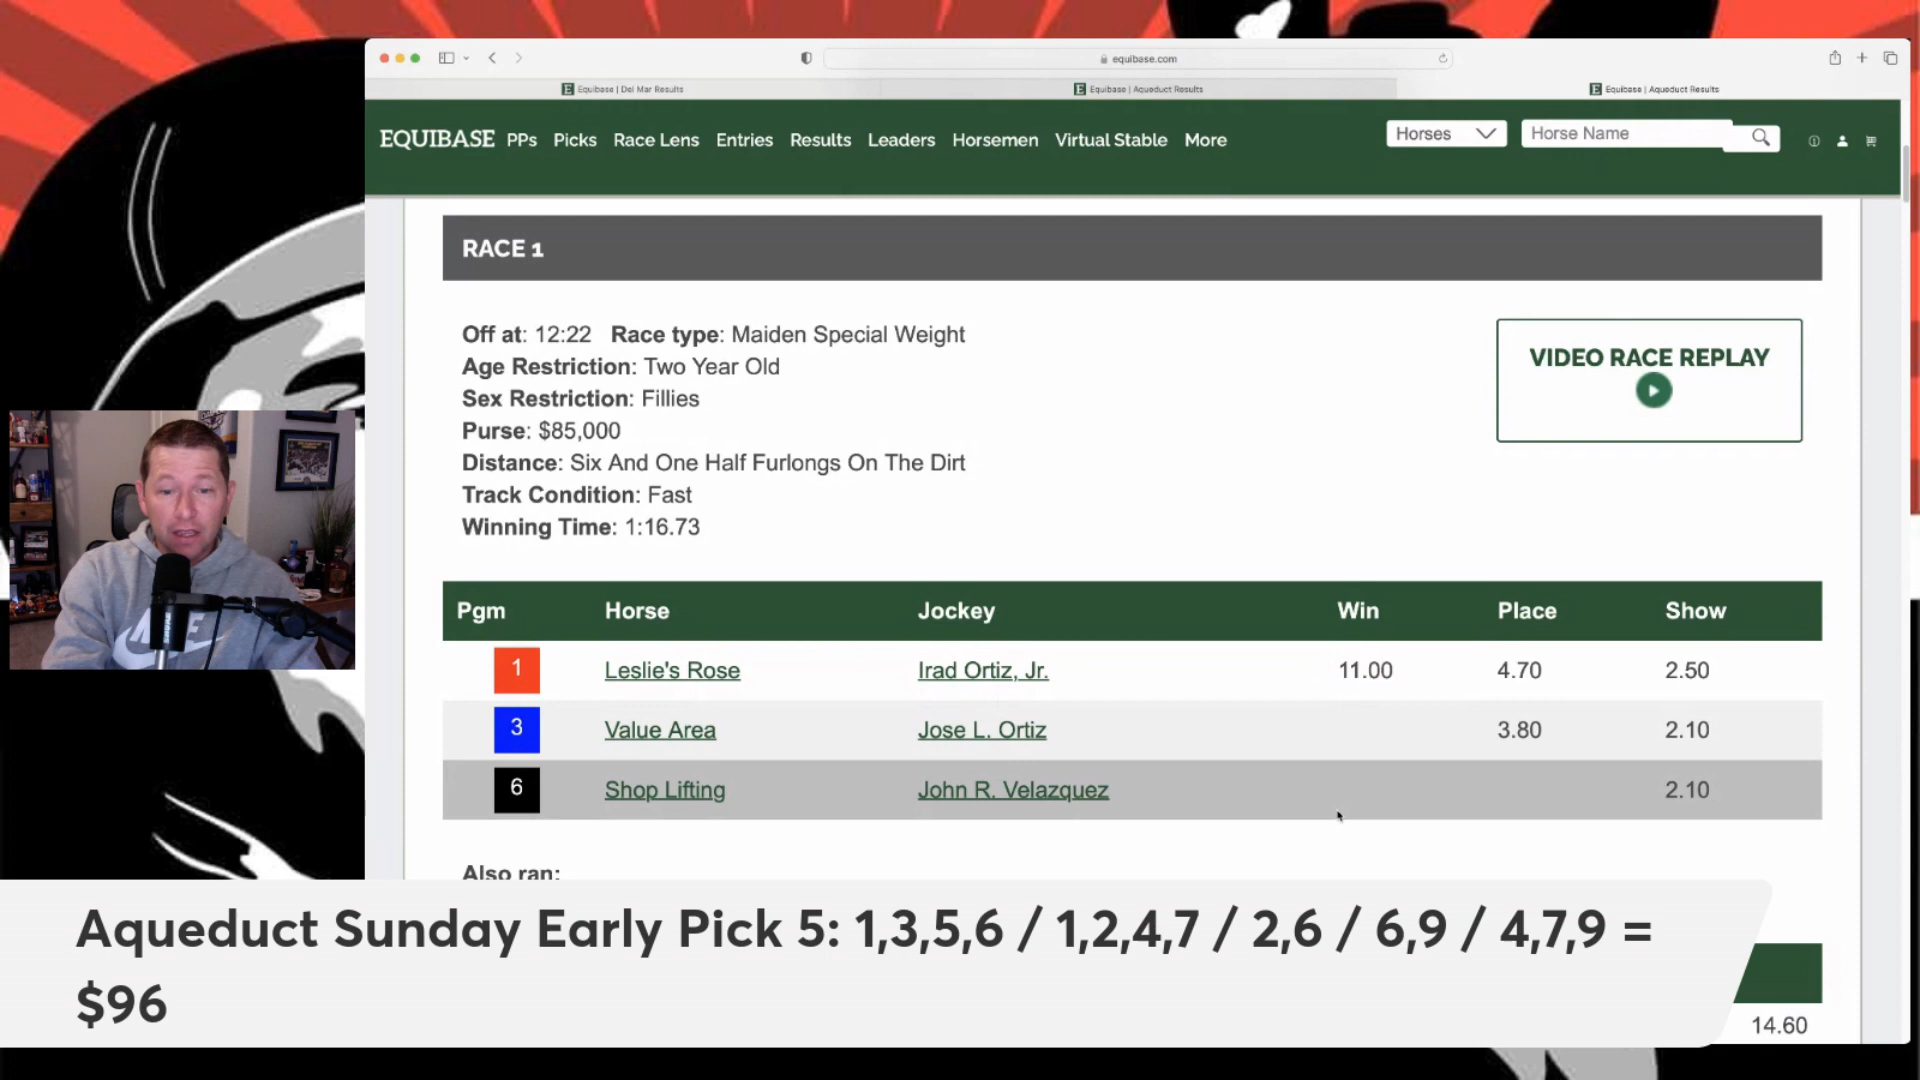 equibase.com
Equibase | Del Mar Results
Equibase | Aqueduct Results
Equibase | Aqueduct Results
EQUIBASE PPs Picks Race Lens Entries Results Leaders Horsemen Virtual Stable More
Horses
Horse Name
RACE 1
Off at: 12:22 Race type: Maiden Special Weight
Age Restriction: Two Year Old
Sex Restriction: Fillies
Purse: $85,000
Distance: Six And One Half Furlongs On The Dirt
Track Condition: Fast
Winning Time: 1:16.73
VIDEO RACE REPLAY
Pgm Horse Jockey Win Place Show
1 Leslie's Rose Irad Ortiz, Jr. 11.00 4.70 2.50
3 Value Area Jose L. Ortiz 3.80 2.10
6 Shop Lifting John R. Velazquez 2.10
Also ran:
Aqueduct Sunday Early Pick 5: 1,3,5,6 / 1,2,4,7 / 2,6 / 6,9 / 4,7,9 =
$96
14.60